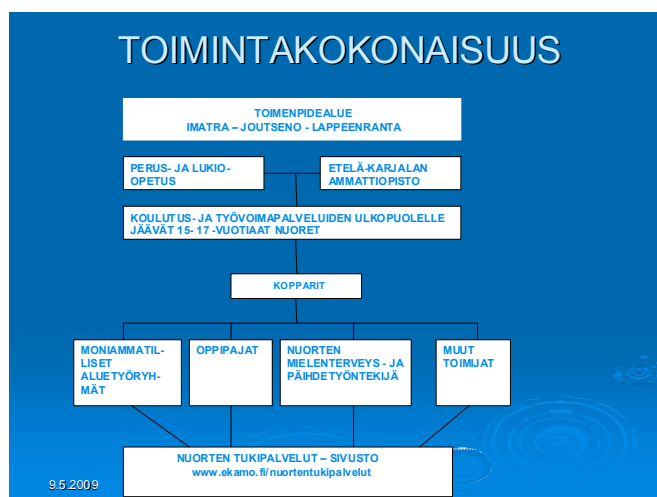 TOIMINTAKOKONAISUUS
TOIMENPIDEALUE
IMATRA – JOUTSENO - LAPPEENRANTA
PERUS- JA LUKIO-
OPETUS
ETELÄ-KARJALAN
AMMATTIOPISTO
KOULUTUS- JA TYÖVOIMAPALVELUIDEN ULKOPUOLELLE
JÄÄVÄT 15- 17 -VUOTIAAT NUORET
KOPPARIT
MONIAMMATIL-
LISET
ALUETYÖRYH-
MÄT
OPPIPAJAT
NUORTEN
MIELENTERVEYS - JA
PÄIHDETYÖNTEKIJÄ
MUUT
TOIMIJAT
NUORTEN TUKIPALVELUT – SIVUSTO
www.ekamo.fi/nuortentukipalvelut
9.5.2009